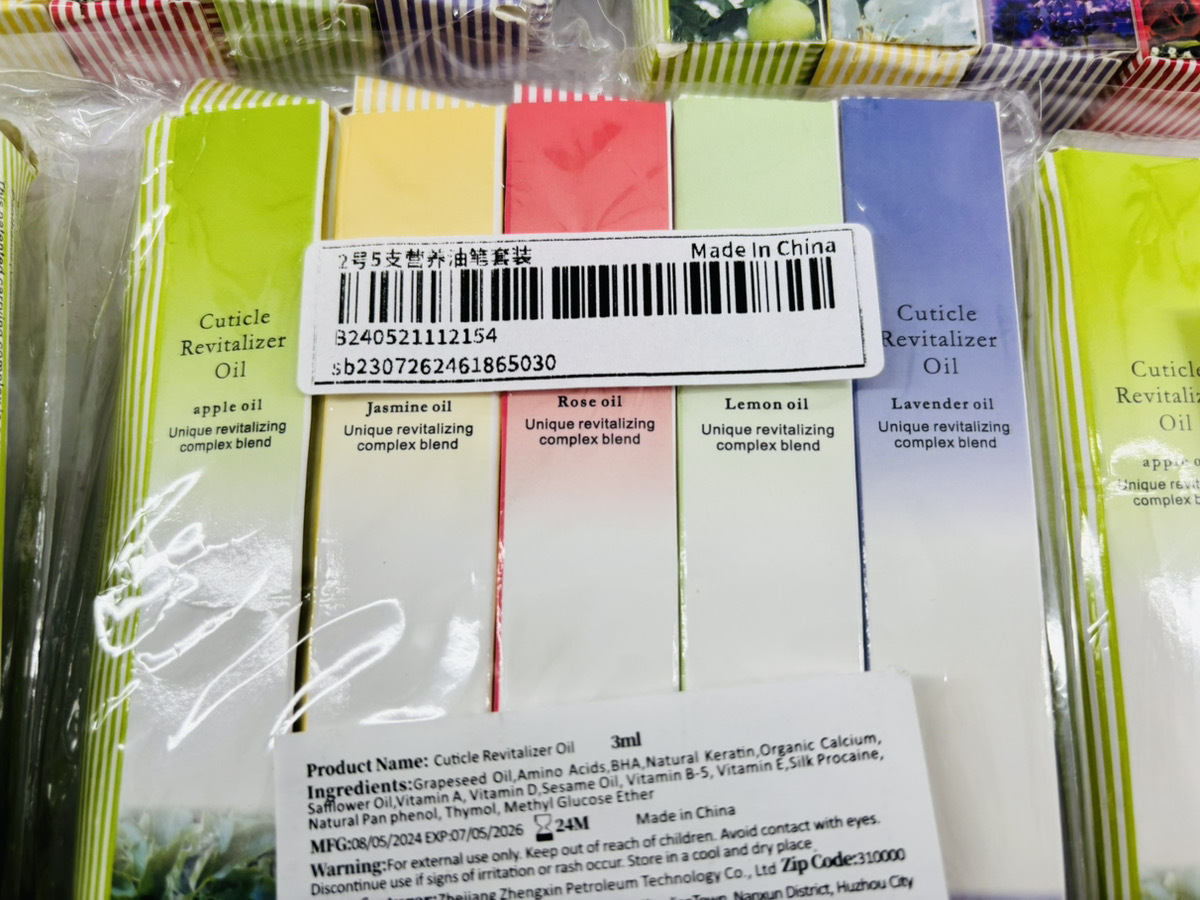 2号5支营养油笔套装
Made In China
B240521112154
sb2307262461865030
Cuticle
Revitalizer
Oil
apple oil
Unique revitalizing
complex blend
Jasmine oil
Unique revitalizing
complex blend
Rose oil
Unique revitalizing
complex blend
Lemon oil
Unique revitalizing
complex blend
Cuticle
Revitalizer
Oil
Lavender oil
Unique revitalizing
complex blend
Cuticle
Oil
apple
Unique
complex
Product Name: Cuticle Revitalizer Oil 3ml
Ingredients:Grapeseed Oil,Amino Acids,BHA,Natural Keratin,Organic Calcium,
Safflower Oil,Vitamin A, Vitamin D,Sesame Oil, Vitamin B-5, Vitamin E,Silk Procaine,
Natural Pan phenol, Thymol, Methyl Glucose Ether
MFG:08/05/2024 EXP:07/05/2026 24M Made in China
Warning:For external use only. Keep out of reach of children. Avoid contact with eyes.
Discontinue use if signs of irritation or rash occur. Store in a cool and dry place.
Zhejiang Zhengxin Petroleum Technology Co., Ltd Zip Code:310000
Town, Nanxun District, Huzhou City